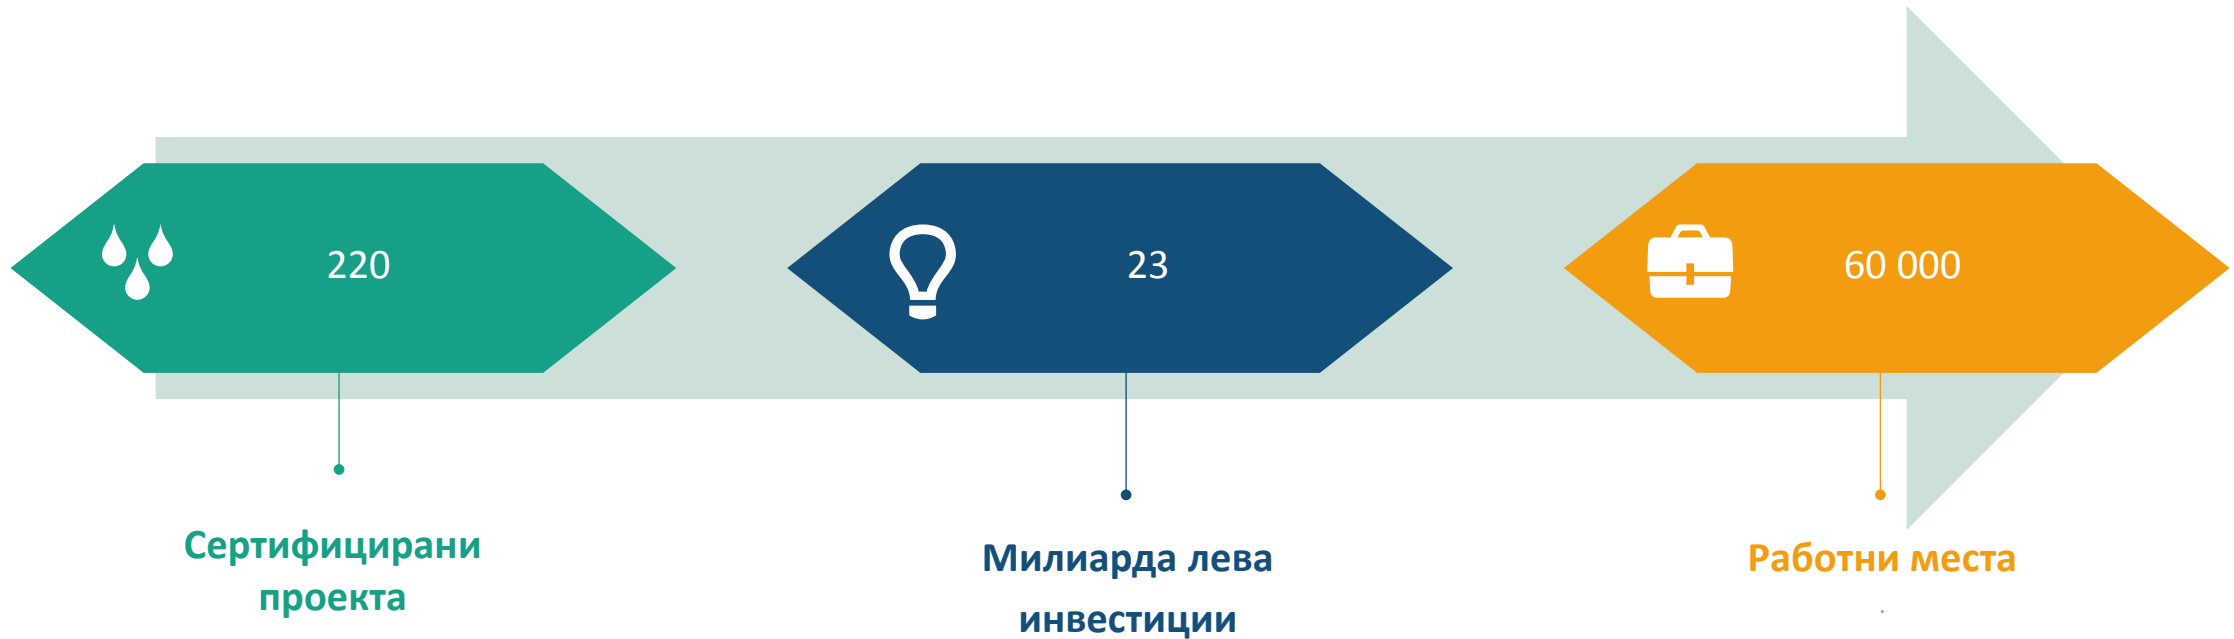 220
23
60 000
Сертифицирани
проекта
Милиарда лева
инвестиции
Работни места
.